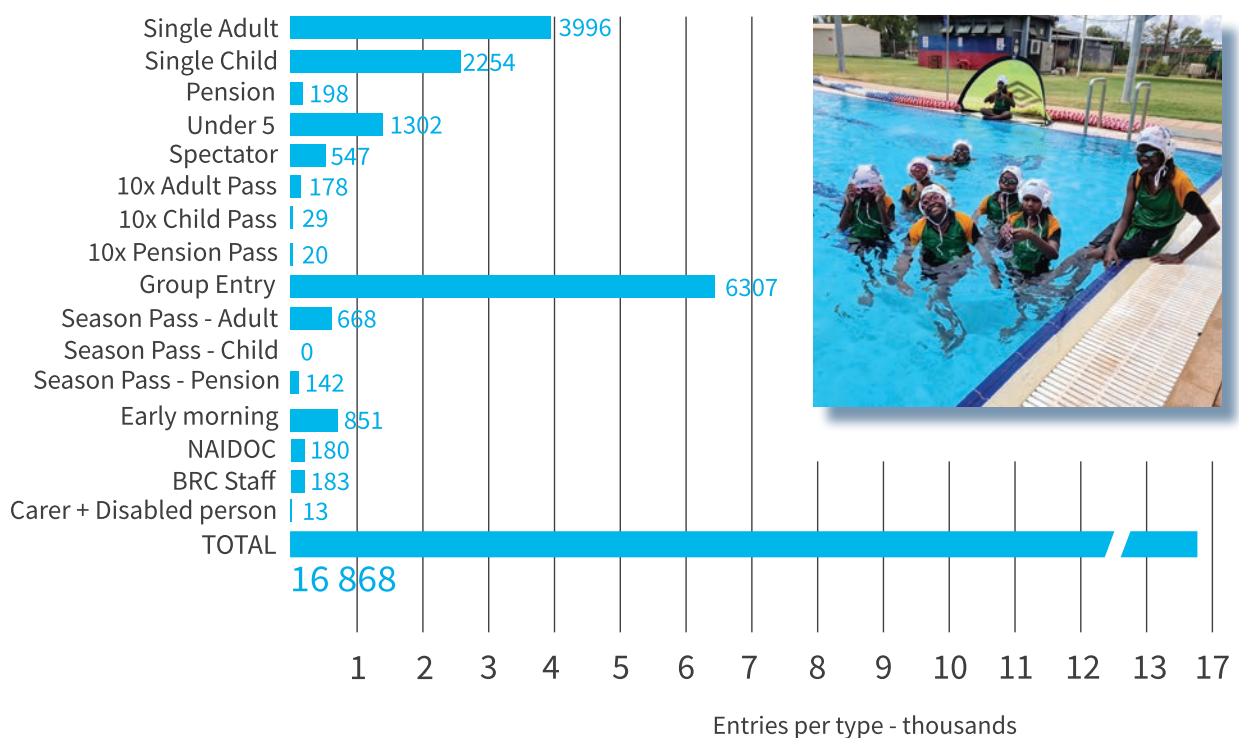 Single Adult 3996
Single Child 2254
Pension 198
Under 5 1302
Spectator 547
10x Adult Pass 178
10x Child Pass 29
10x Pension Pass 20
Group Entry 6307
Season Pass - Adult 668
Season Pass - Child 0
Season Pass - Pension 142
Early morning 851
NAIDOC 180
BRC Staff 183
Carer + Disabled person 13
TOTAL
16 868
1 2 3 4 5 6 7 8 9 10 11 12 13 17
Entries per type - thousands